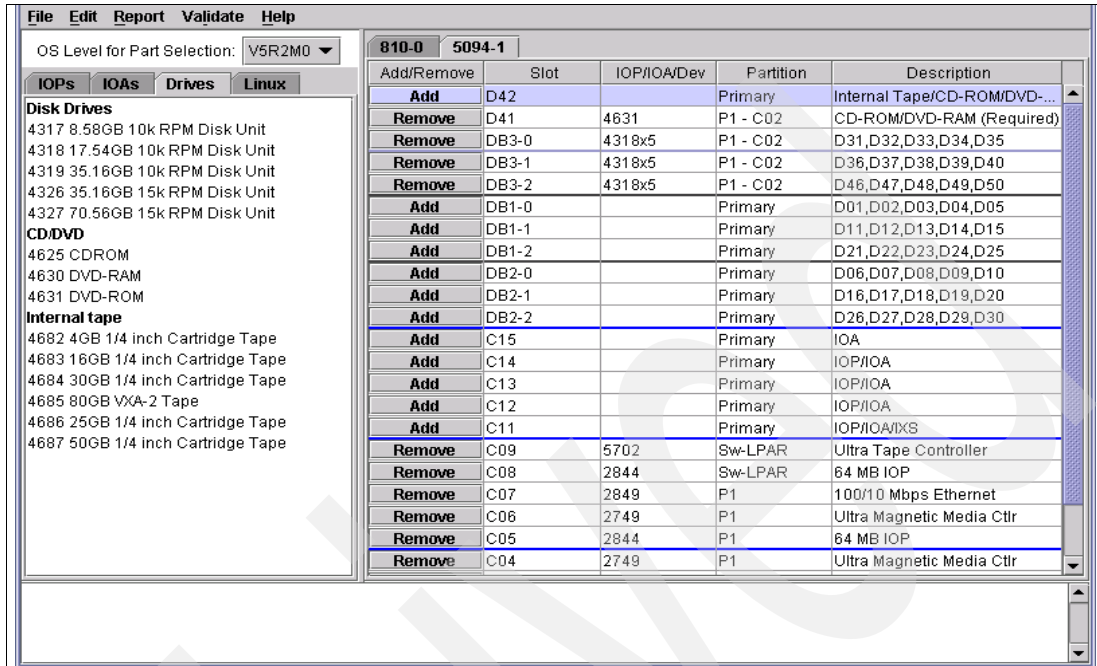 File Edit Report Validate Help
OS Level for Part Selection: V5R2M0
IOPs IOAs Drives Linux
Disk Drives
4317 8.58GB 10k RPM Disk Unit
4318 17.54GB 10k RPM Disk Unit
4319 35.16GB 10k RPM Disk Unit
4326 35.16GB 15k RPM Disk Unit
4327 70.56GB 15k RPM Disk Unit
CD/DVD
4625 CDROM
4630 DVD-RAM
4631 DVD-ROM
Internal tape
4682 4GB 1/4 inch Cartridge Tape
4683 16GB 1/4 inch Cartridge Tape
4684 30GB 1/4 inch Cartridge Tape
4685 80GB VXA-2 Tape
4686 25GB 1/4 inch Cartridge Tape
4687 50GB 1/4 inch Cartridge Tape
810-0 5094-1
Add/Remove Slot IOP/IOA/Dev Partition Description
Add D42 Primary Internal Tape/CD-ROM/DVD-...
Remove D41 4631 P1 - C02 CD-ROM/DVD-RAM (Required)
Remove DB3-0 4318x5 P1 - C02 D31,D32,D33,D34,D35
Remove DB3-1 4318x5 P1 - C02 D36,D37,D38,D39,D40
Remove DB3-2 4318x5 P1 - C02 D46,D47,D48,D49,D50
Add DB1-0 Primary D01,D02,D03,D04,D05
Add DB1-1 Primary D11,D12,D13,D14,D15
Add DB1-2 Primary D21,D22,D23,D24,D25
Add DB2-0 Primary D06,D07,D08,D09,D10
Add DB2-1 Primary D16,D17,D18,D19,D20
Add DB2-2 Primary D26,D27,D28,D29,D30
Add C15 Primary IOA
Add C14 Primary IOP/IOA
Add C13 Primary IOP/IOA
Add C12 Primary IOP/IOA
Add C11 Primary IOP/IOA/IXS
Remove C09 5702 Sw-LPAR Ultra Tape Controller
Remove C08 2844 Sw-LPAR 64 MB IOP
Remove C07 2849 P1 100/10 Mbps Ethernet
Remove C06 2749 P1 Ultra Magnetic Media Ctlr
Remove C05 2844 P1 64 MB IOP
Remove C04 2749 P1 Ultra Magnetic Media Ctlr